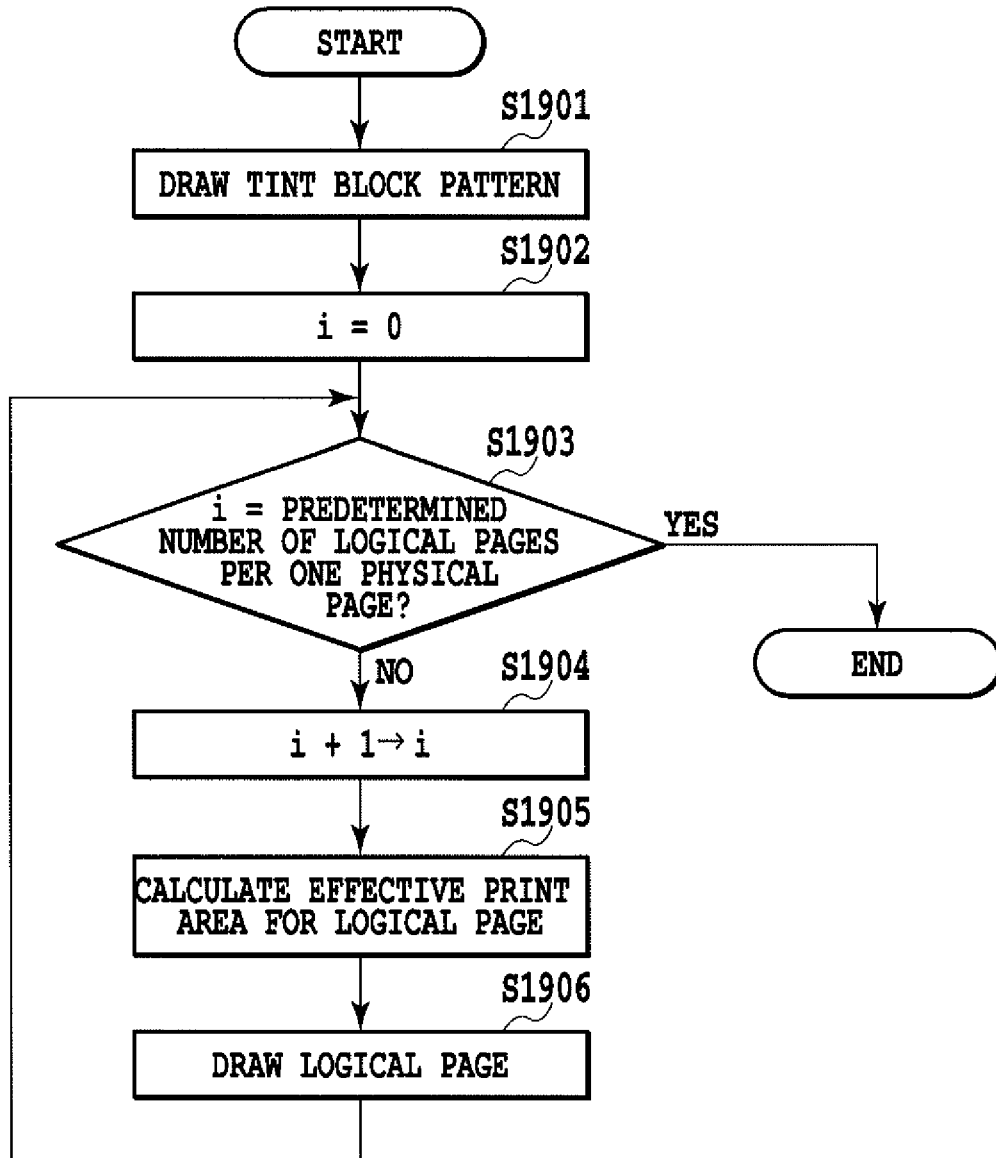 START
S1901
DRAW TINT BLOCK PATTERN
S1902
i = 0
S1903
i = PREDETERMINED
NUMBER OF LOGICAL PAGES
PER ONE PHYSICAL
PAGE?
YES
END
NO
S1904
i + 1→i
S1905
CALCULATE EFFECTIVE PRINT
AREA FOR LOGICAL PAGE
S1906
DRAW LOGICAL PAGE